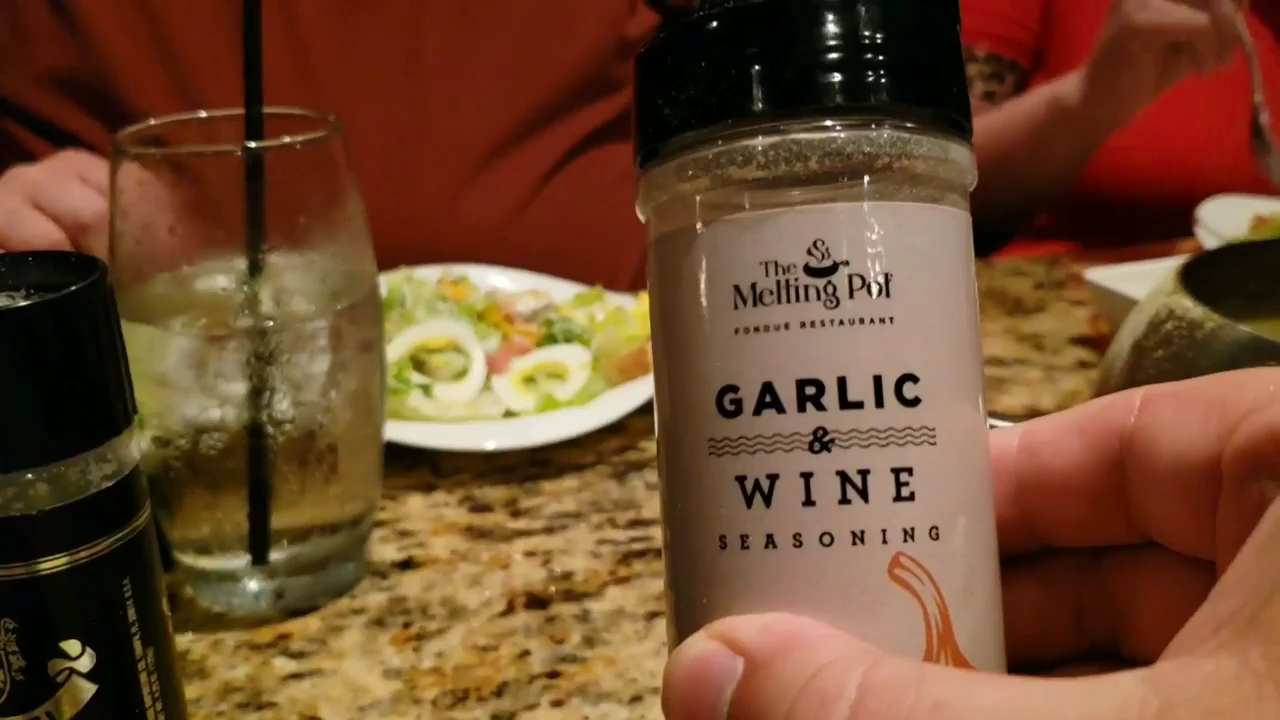 The
Melting Pot
FONDUE RESTAURANT
GARLIC
&
WINE
SEASONING